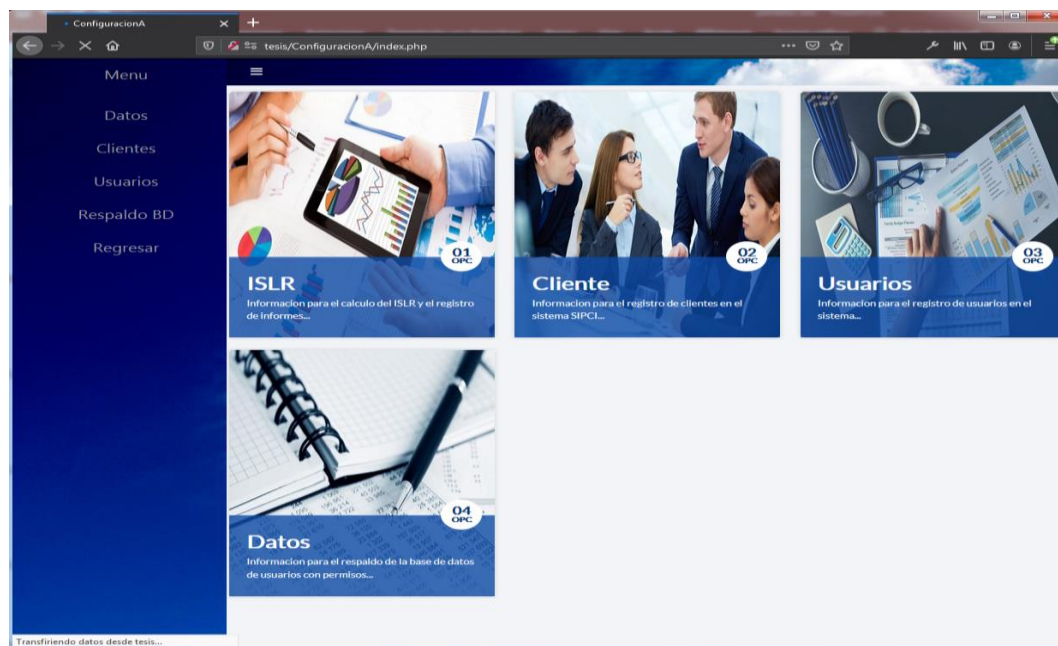 ConfiguracionA
tesis/ConfiguracionA/index.php
Menu
Datos
Clientes
Usuarios
Respaldo BD
Regresar
01
OPC
ISLR
Informacion para el calculo del ISLR y el registro
de informes...
02
OPC
Cliente
Informacion para el registro de clientes en el
sistema SIPCI...
03
OPC
Usuarios
Informacion para el registro de usuarios en el
sistema...
04
OPC
Datos
Informacion para el respaldo de la base de datos
de usuarios con permisos...
Transfiriendo datos desde tesis...